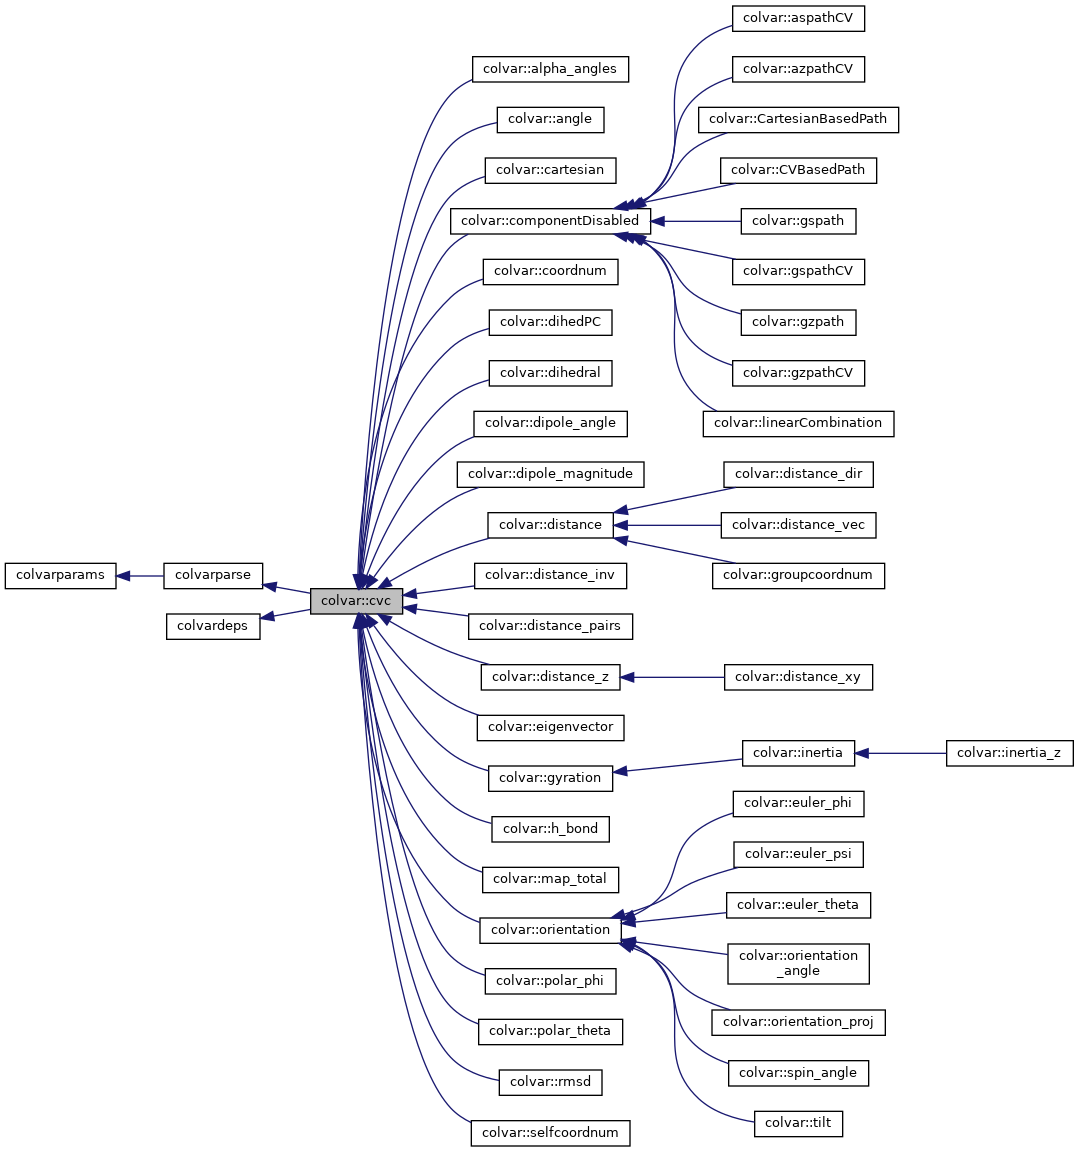 colvar::aspathCV
colvar::alpha_angles
colvar::azpathCV
colvar::angle
colvar::CartesianBasedPath
colvar::cartesian
colvar::CVBasedPath
colvar::componentDisabled
colvar::gspath
colvar::coordnum
colvar::gspathCV
colvar::dihedPC
colvar::gzpath
colvar::dihedral
colvar::gzpathCV
colvar::dipole_angle
colvar::linearCombination
colvar::dipole_magnitude
colvar::distance_dir
colvar::distance
colvar::distance_vec
colvarparams
colvarparse
colvar::distance_inv
colvar::groupcoordnum
colvar::cvc
colvardeps
colvar::distance_pairs
colvar::distance_z
colvar::distance_xy
colvar::eigenvector
colvar::inertia
colvar::inertia_z
colvar::gyration
colvar::euler_phi
colvar::h_bond
colvar::euler_psi
colvar::map_total
colvar::euler_theta
colvar::orientation
colvar::orientation
_angle
colvar::polar_phi
colvar::orientation_proj
colvar::polar_theta
colvar::spin_angle
colvar::rmsd
colvar::tilt
colvar::selfcoordnum